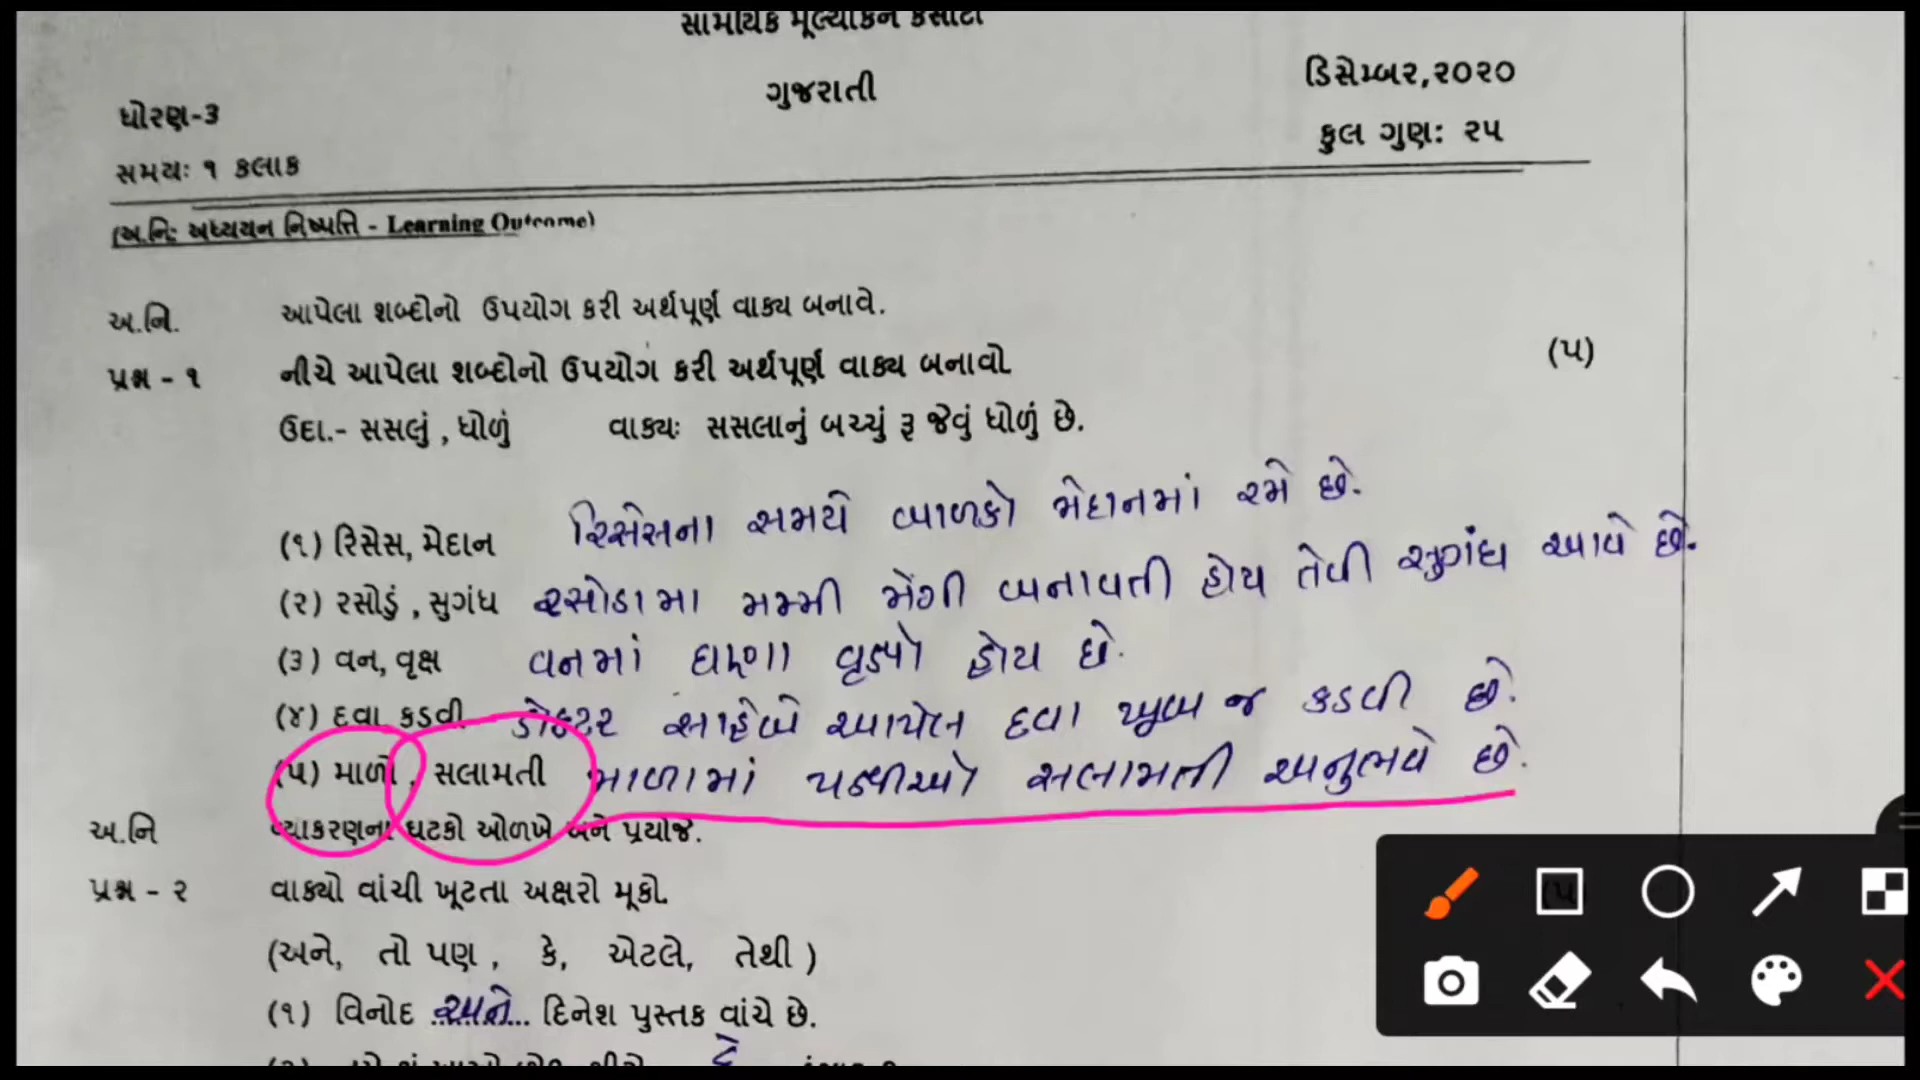 સામયિક મૂલ્યાંકન કસોટી
ગુજરાતી
ડિસેમ્બર,૨૦૨૦
ધોરણ-૩
કુલ ગુણ: ૨૫
સમયઃ ૧ કલાક
(અ.નિઃ અધ્યયન નિષ્પત્તિ - Learning Outcome)
અ.નિ. આપેલા શબ્દોનો ઉપયોગ કરી અર્થપૂર્ણ વાક્ય બનાવે.
પ્રશ્ન - ૧ નીચે આપેલા શબ્દોનો ઉપયોગ કરી અર્થપૂર્ણ વાક્ય બનાવો. (૫)
ઉદા.- સસલું , ધોળું વાક્યઃ સસલાનું બચ્ચું રૂ જેવું ધોળું છે.
(૧) રિસેસ, મેદાન રિસેસના સમયે બાળકો મેદાનમાં રમે છે.
(૨) રસોડું , સુગંધ રસોડામા મમ્મી મેગી બનાવતી હોય તેવી સુગંધ આવે છે.
(૩) વન, વૃક્ષ વનમાં ઘણા વૃક્ષો હોય છે.
(૪) દવા કડવી ડોક્ટર સાહેબે આપેલ દવા ખુબ જ કડવી છે.
(૫) માળો , સલામતી માળામાં પક્ષીઓ સલામતી અનુભવે છે.
અ.નિ વ્યાકરણના ઘટકો ઓળખે અને પ્રયોજે.
પ્રશ્ન - ૨ વાક્યો વાંચી ખૂટતા અક્ષરો મૂકો. (૫)
(અને, તો પણ , કે, એટલે, તેથી )
(૧) વિનોદ ..અને... દિનેશ પુસ્તક વાંચે છે.